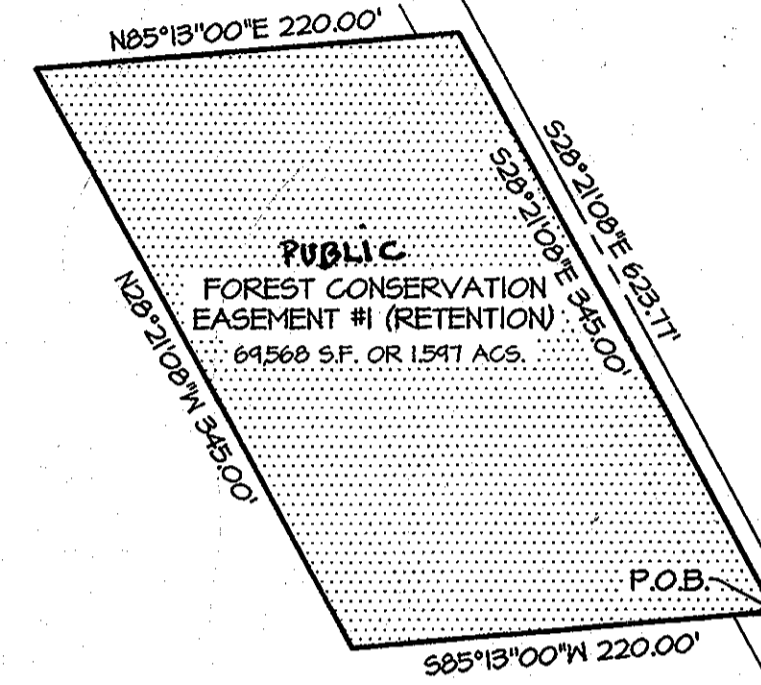 N85°13"00"E 220.00'
S28°21'08"E 623.77'
S28°21'08"E 345.00'
PUBLIC
FOREST CONSERVATION
EASEMENT #1 (RETENTION)
69,568 S.F. OR 1.597 ACS.
N28°21'08"W 345.00'
P.O.B.
S85°13"00"W 220.00'